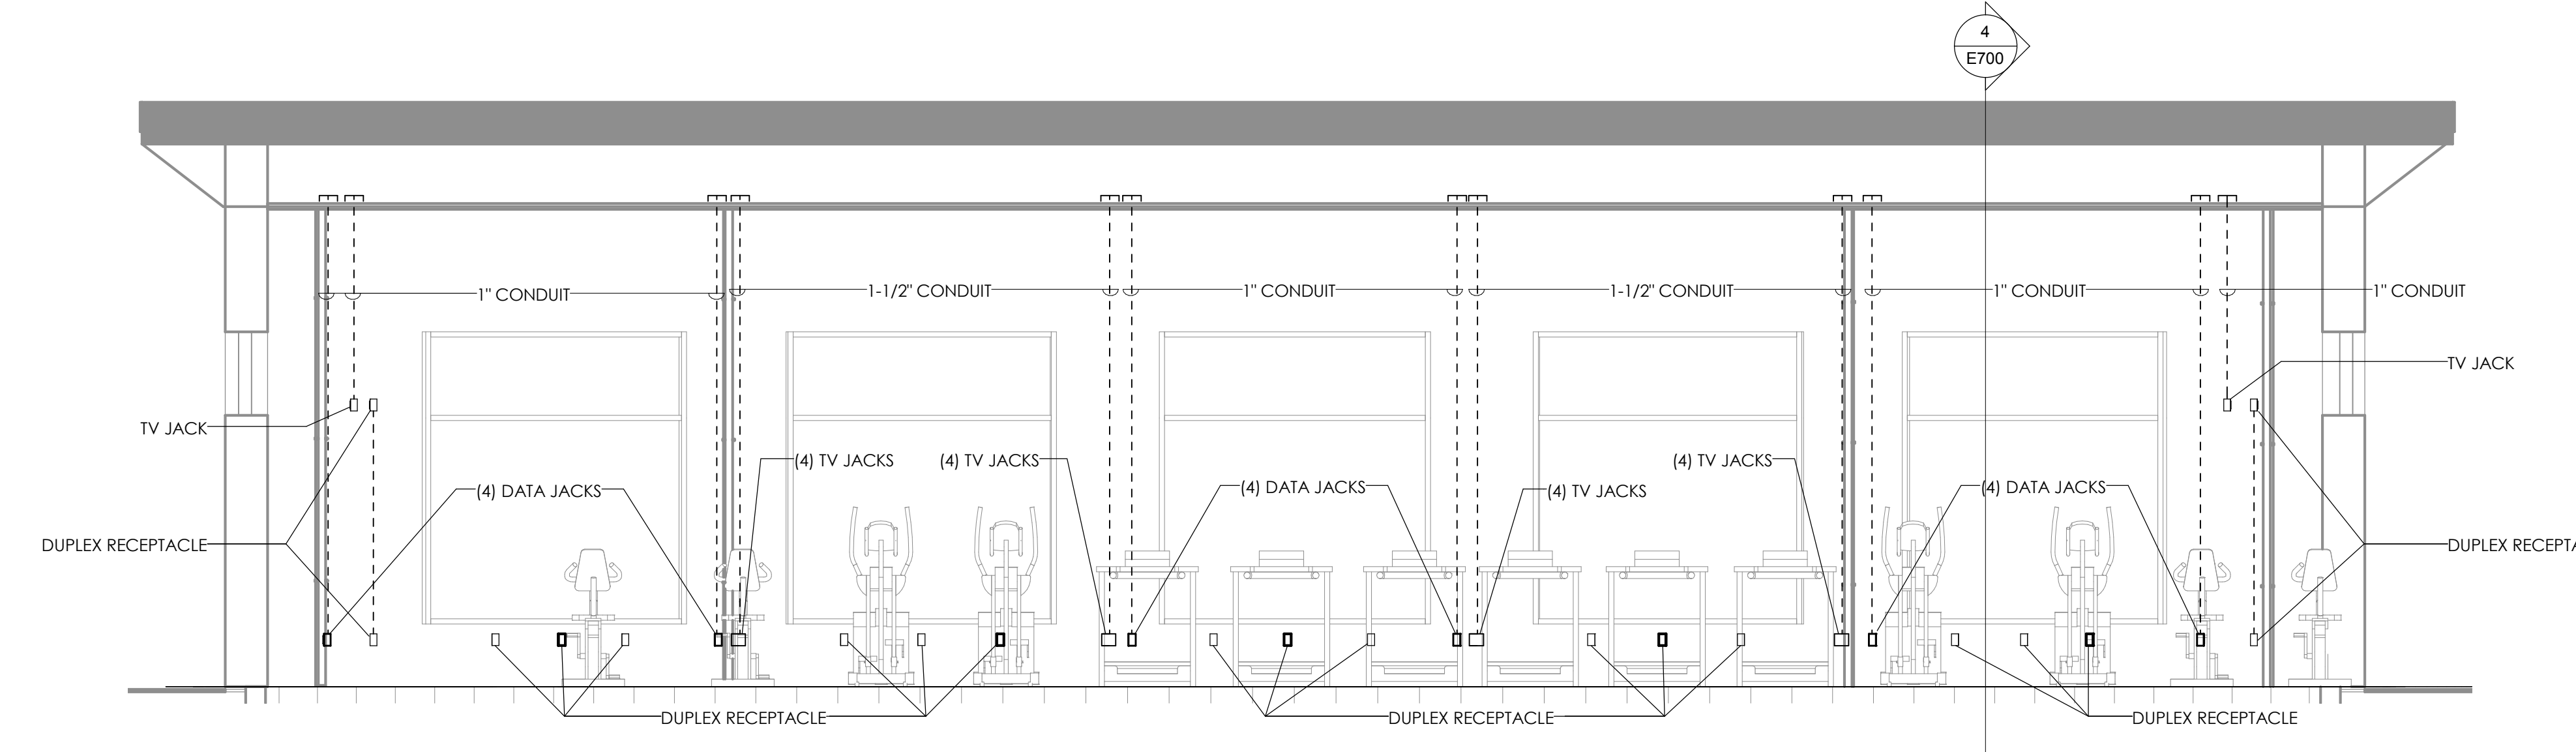 4
E700
1" CONDUIT
1-1/2" CONDUIT
1" CONDUIT
1-1/2" CONDUIT
1" CONDUIT
1" CONDUIT
TV JACK
TV JACK
(4) TV JACKS
(4) TV JACKS
(4) TV JACKS
(4) DATA JACKS
(4) DATA JACKS
(4) TV JACKS
(4) DATA JACKS
DUPLEX RECEPTACLE
DUPLEX RECEPTA
DUPLEX RECEPTACLE
DUPLEX RECEPTACLE
DUPLEX RECEPTACLE